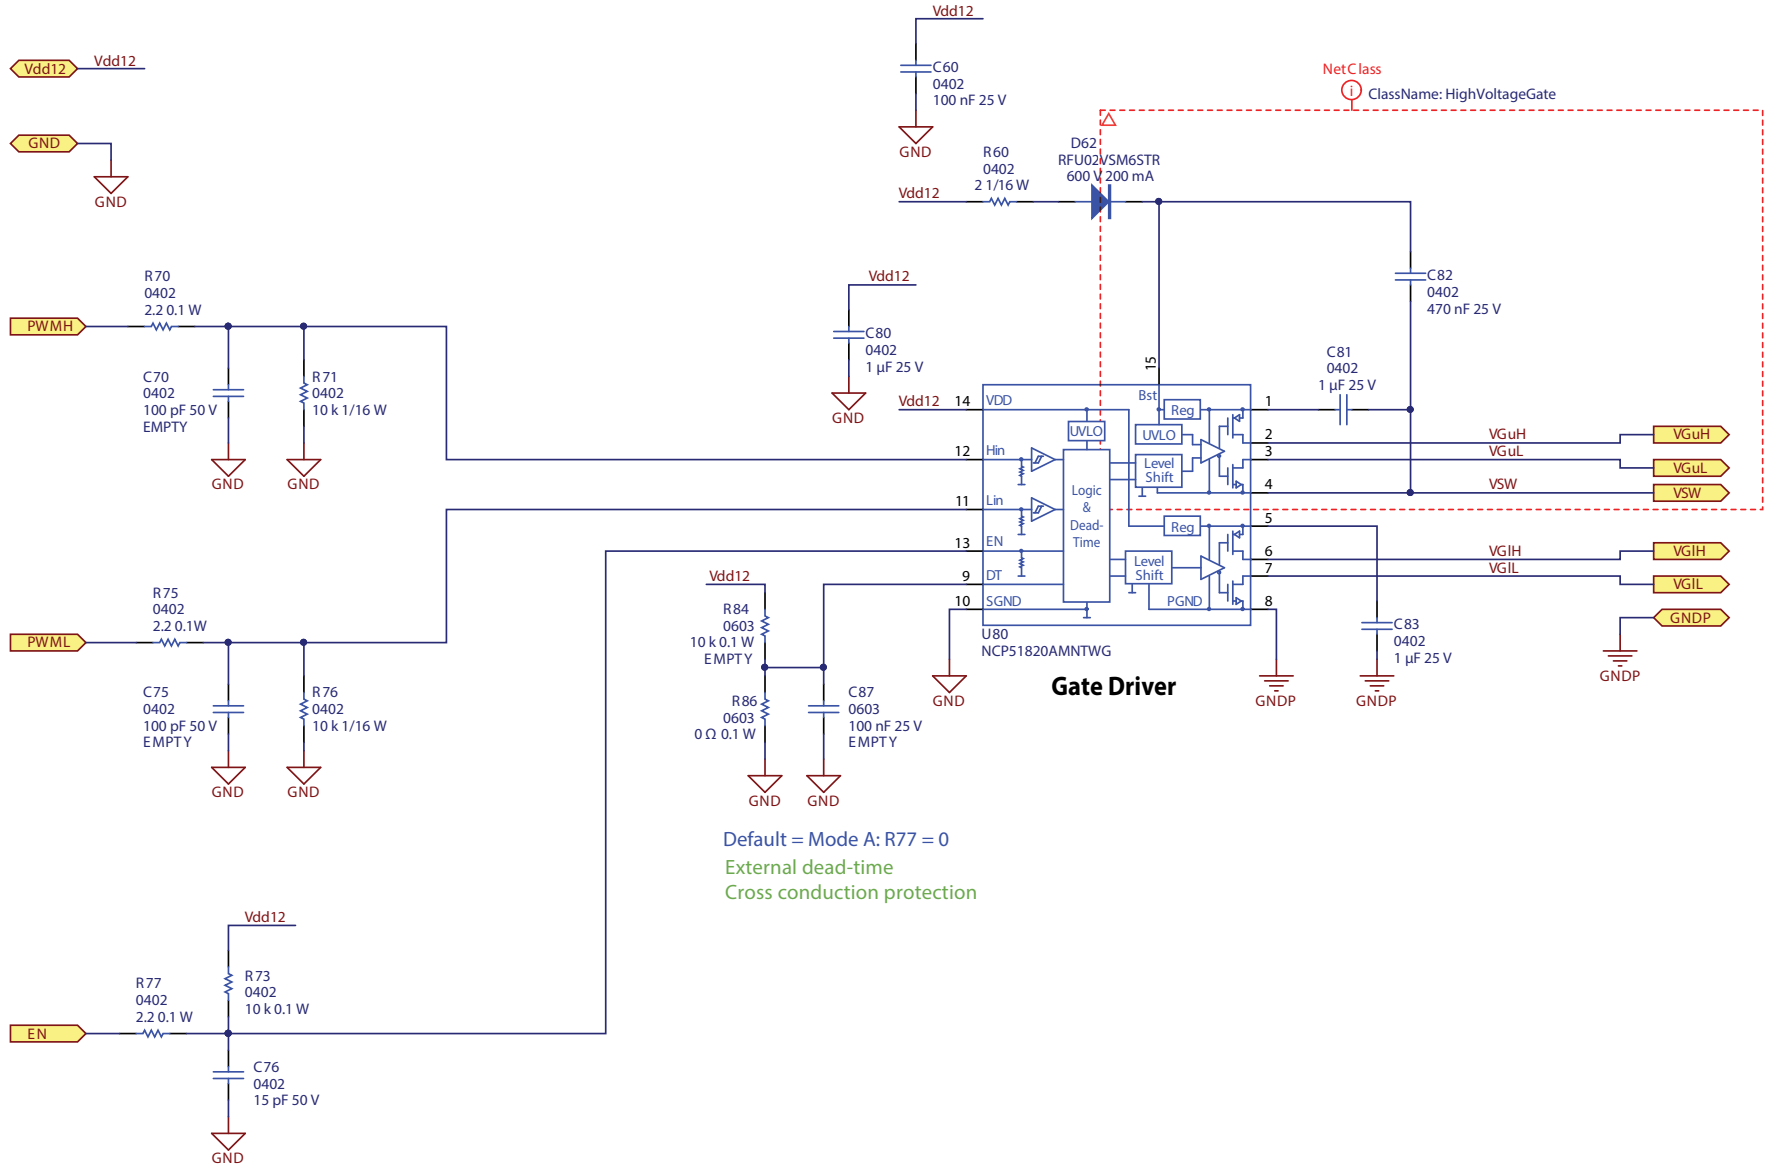 Vdd12
Vdd12
Vdd12
C60
0402
100 nF 25 V
GND
NetClass
i
ClassName: HighVoltageGate
GND
GND
R60
0402
2 1/16 W
D62
RFU02VSM6STR
600 V 200 mA
Vdd12
R70
0402
2.2 0.1 W
PWMH
C70
0402
100 pF 50 V
EMPTY
R71
0402
10 k 1/16 W
GND
GND
Vdd12
C80
0402
1 µF 25 V
GND
C82
0402
470 nF 25 V
C81
0402
1 µF 25 V
15
Vdd12
14
VDD
Bst
Reg
1
UVLO
UVLO
2
VGuH
VGuH
12
Hin
3
VGuL
VGuL
Level
Shift
4
VSW
VSW
Logic
&
Dead-
Time
11
Lin
Reg
5
13
EN
6
VGlH
VGlH
Level
Shift
7
VGlL
VGlL
9
DT
10
SGND
PGND
8
U80
NCP51820AMNTWG
Gate Driver
GND
GNDP
C83
0402
1 µF 25 V
GNDP
GNDP
GNDP
R75
0402
2.2 0.1W
PWML
C75
0402
100 pF 50 V
EMPTY
R76
0402
10 k 1/16 W
GND
GND
Vdd12
R84
0603
10 k 0.1 W
EMPTY
R86
0603
0 Ω 0.1 W
C87
0603
100 nF 25 V
EMPTY
GND
GND
Default = Mode A: R77 = 0
External dead-time
Cross conduction protection
Vdd12
R77
0402
2.2 0.1 W
R73
0402
10 k 0.1 W
EN
C76
0402
15 pF 50 V
GND